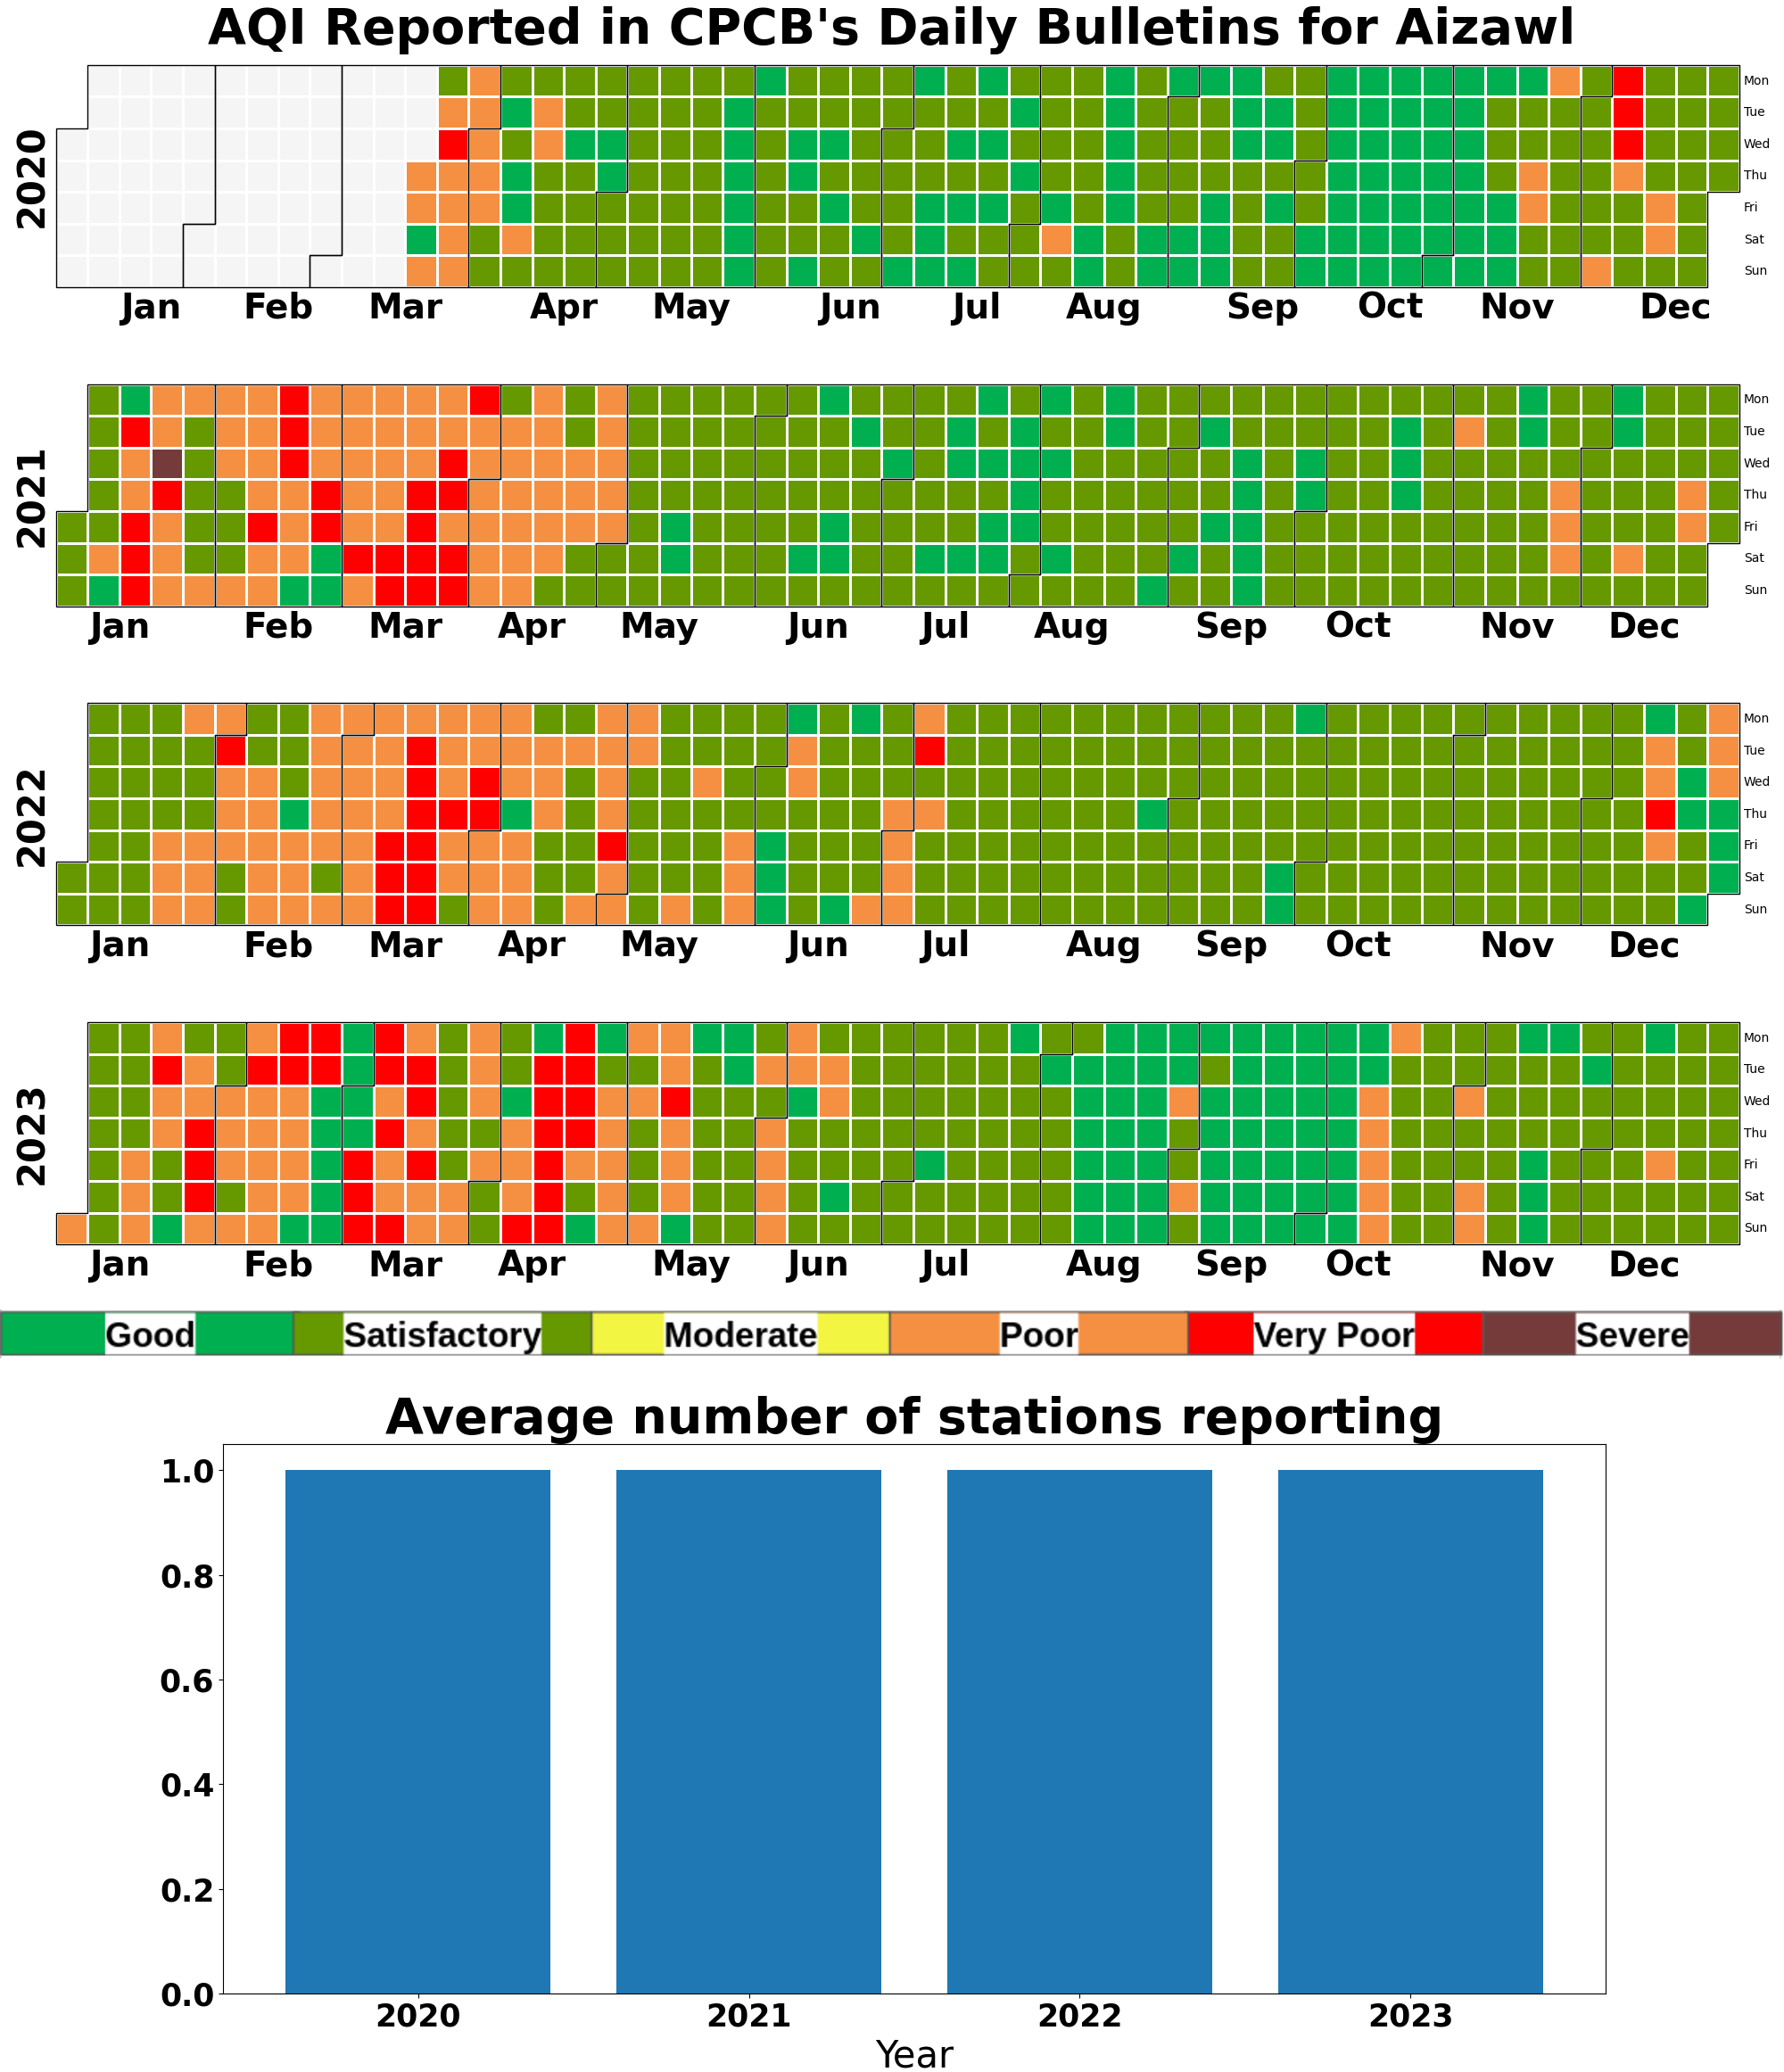 AQI Reported in CPCB's Daily Bulletins for Aizawl
2020
Mon
Tue
Wed
Thu
Fri
Sat
Sun
Jan Feb Mar Apr May Jun Jul Aug Sep Oct Nov Dec
2021
Mon
Tue
Wed
Thu
Fri
Sat
Sun
Jan Feb Mar Apr May Jun Jul Aug Sep Oct Nov Dec
2022
Mon
Tue
Wed
Thu
Fri
Sat
Sun
Jan Feb Mar Apr May Jun Jul Aug Sep Oct Nov Dec
2023
Mon
Tue
Wed
Thu
Fri
Sat
Sun
Jan Feb Mar Apr May Jun Jul Aug Sep Oct Nov Dec
Good Satisfactory Moderate Poor Very Poor Severe
Average number of stations reporting
1.0
0.8
0.6
0.4
0.2
0.0
2020 2021 2022 2023
Year